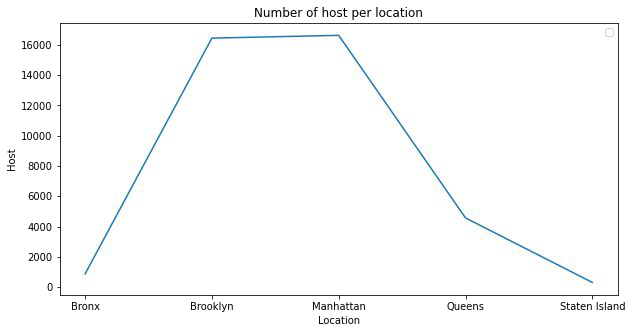 Number of host per location
Host
16000
14000
12000
10000
8000
6000
4000
2000
0
Bronx Brooklyn Manhattan Queens Staten Island
Location